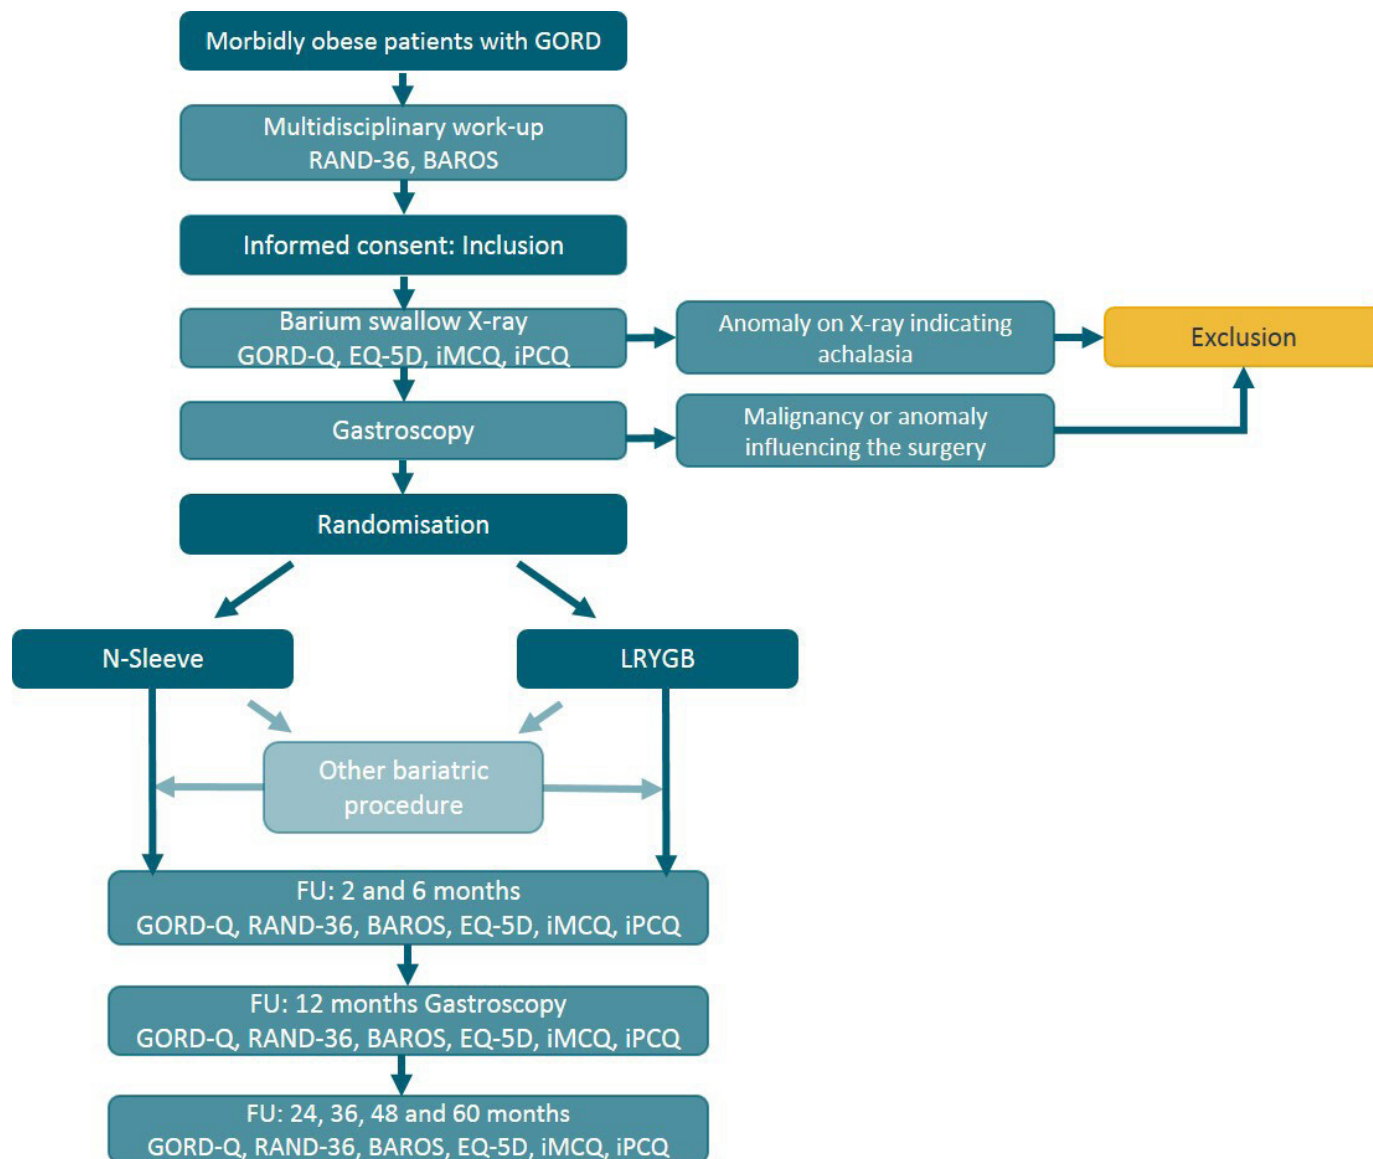 Morbidly obese patients with GORD
Multidisciplinary work-up
RAND-36, BAROS
Informed consent: Inclusion
Barium swallow X-ray
GORD-Q, EQ-5D, iMCQ, iPCQ
Anomaly on X-ray indicating
achalasia
Exclusion
Gastroscopy
Malignancy or anomaly
influencing the surgery
Randomisation
N-Sleeve
LRYGB
Other bariatric
procedure
FU: 2 and 6 months
GORD-Q, RAND-36, BAROS, EQ-5D, iMCQ, iPCQ
FU: 12 months Gastroscopy
GORD-Q, RAND-36, BAROS, EQ-5D, iMCQ, iPCQ
FU: 24, 36, 48 and 60 months
GORD-Q, RAND-36, BAROS, EQ-5D, iMCQ, iPCQ